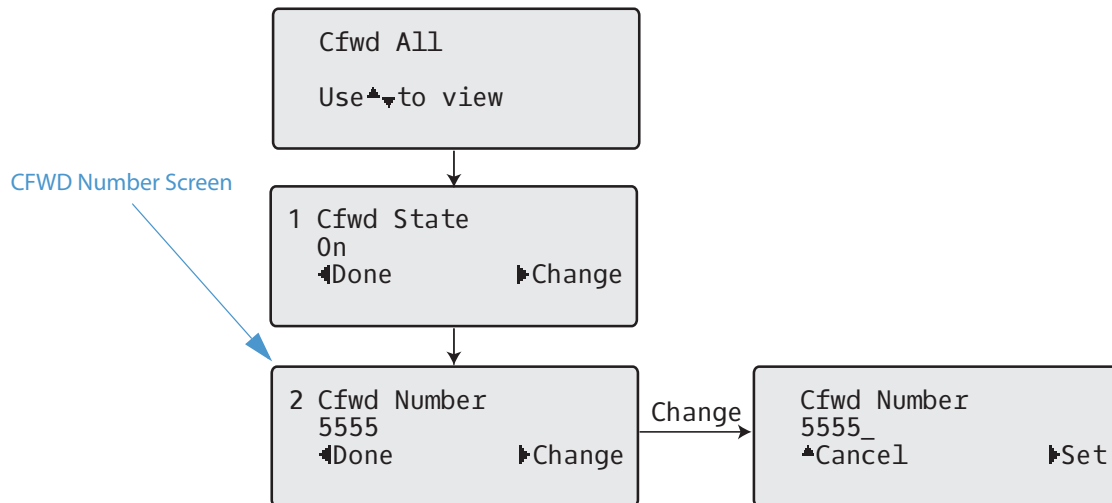 Cfwd All
Use▲▼to view
CFWD Number Screen
1 Cfwd State
On
◀Done ▶Change
2 Cfwd Number
5555
◀Done ▶Change
Change
Cfwd Number
5555_
▲Cancel ▶Set